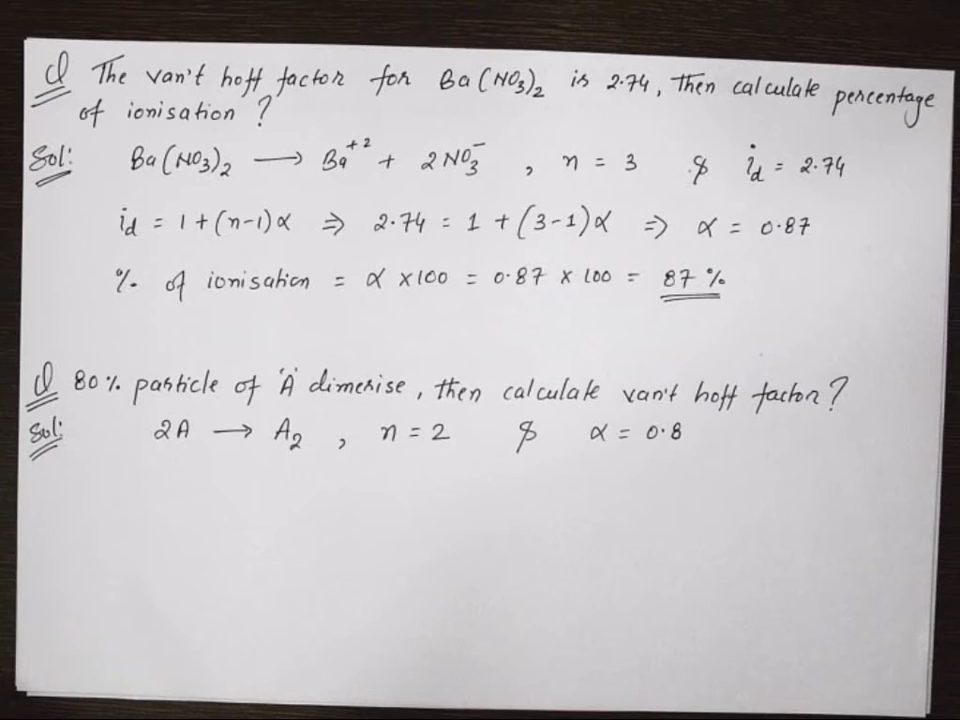 Q The van't hoff factor for Ba(NO₃)₂ is 2.74, Then calculate percentage
of ionisation ?
Sol: Ba(NO₃)₂ → Ba⁺² + 2NO₃⁻ , n = 3 & i_d = 2.74
i_d = 1 + (n-1)α ⇒ 2.74 = 1 + (3-1)α ⇒ α = 0.87
% of ionisation = α × 100 = 0.87 × 100 = 87 %
Q 80% particle of 'A' dimerise, then calculate van't hoff factor?
Sol: 2A → A₂ , n = 2 & α = 0.8